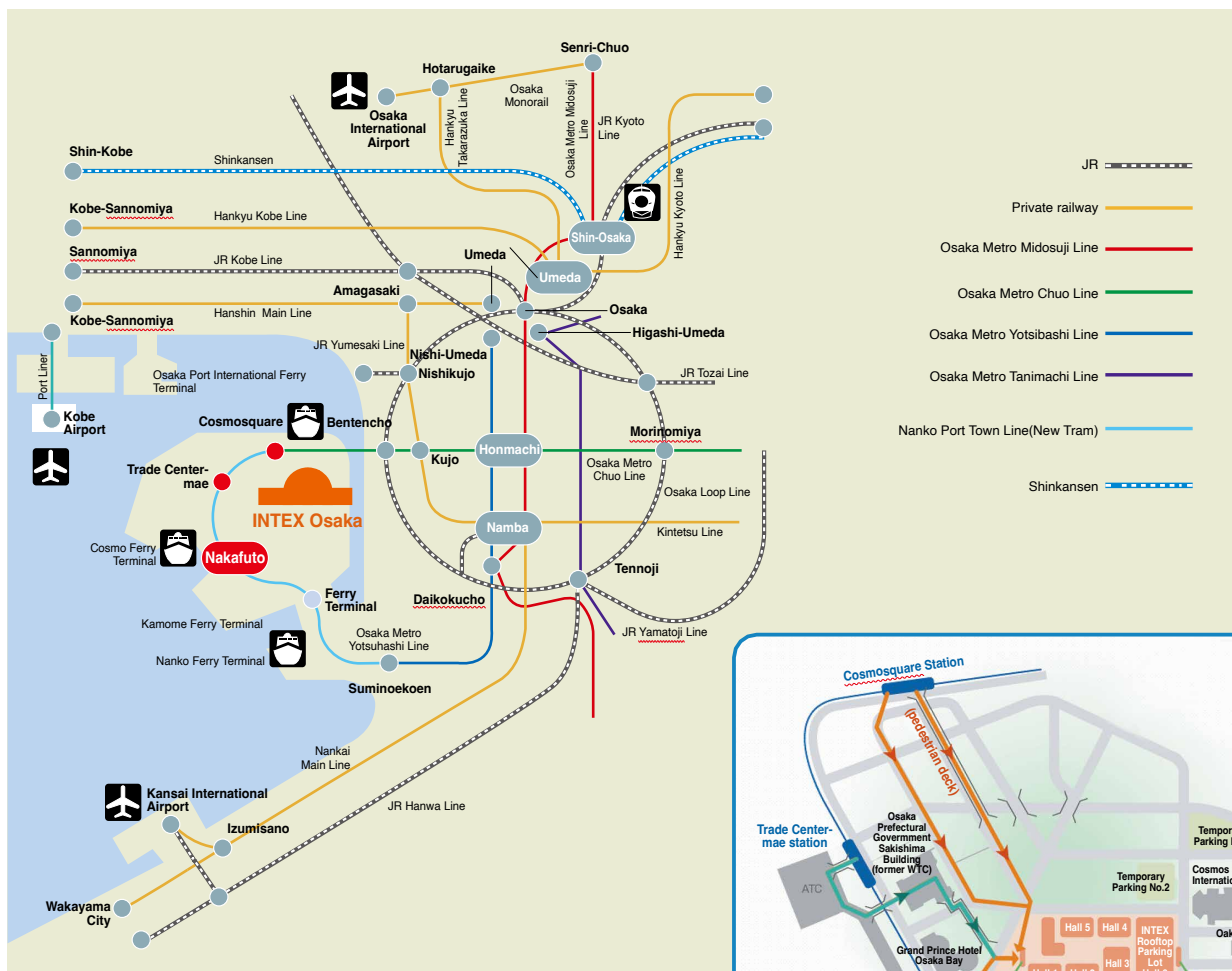 Senri-Chuo
Hotarugaike
Osaka
Monorail
Osaka
International
Airport
Hankyu
Takarazuka Line
Osaka Metro Midosuji
Line
JR Kyoto
Line
Hankyu Kyoto Line
Shin-Kobe
Shinkansen
Kobe-Sannomiya
Hankyu Kobe Line
Shin-Osaka
Sannomiya
JR Kobe Line
Umeda
Umeda
Amagasaki
Hanshin Main Line
Osaka
Kobe-Sannomiya
Higashi-Umeda
JR Yumesaki Line
Nishi-Umeda
Nishikujo
Port Liner
Osaka Port International Ferry
Terminal
JR Tozai Line
Kobe
Airport
Cosmosquare
Bentencho
Morinomiya
Honmachi
Kujo
Trade Center-
mae
Osaka Metro
Chuo Line
Osaka Loop Line
INTEX Osaka
Namba
Kintetsu Line
Cosmo Ferry
Terminal
Nakafuto
Tennoji
Ferry
Terminal
Daikokucho
Kamome Ferry Terminal
Osaka Metro
Yotsuhashi Line
JR Yamatoji Line
Nanko Ferry Terminal
Suminoekoen
Nankai
Main Line
Kansai International
Airport
JR Hanwa Line
Izumisano
Wakayama
City
JR
Private railway
Osaka Metro Midosuji Line
Osaka Metro Chuo Line
Osaka Metro Yotsibashi Line
Osaka Metro Tanimachi Line
Nanko Port Town Line(New Tram)
Shinkansen
Cosmosquare Station
(pedestrian deck)
Trade Center-
mae station
Osaka
Prefectural
Government
Sakishima
Building
(former WTC)
ATC
Parking
Temporary
Parking No.2
Cosmos
Grand Prince Hotel
Osaka Bay
Hall 5
Hall 4
Hall 3
INTEX
Rooftop
Parking
Lot